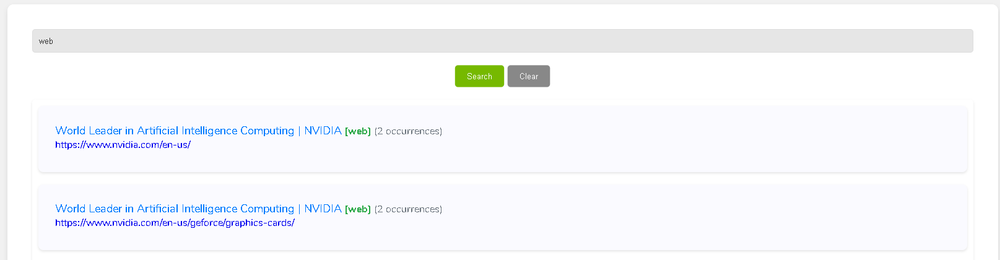 web
Search Clear
World Leader in Artificial Intelligence Computing | NVIDIA [web] (2 occurrences)
https://www.nvidia.com/en-us/
World Leader in Artificial Intelligence Computing | NVIDIA [web] (2 occurrences)
https://www.nvidia.com/en-us/geforce/graphics-cards/